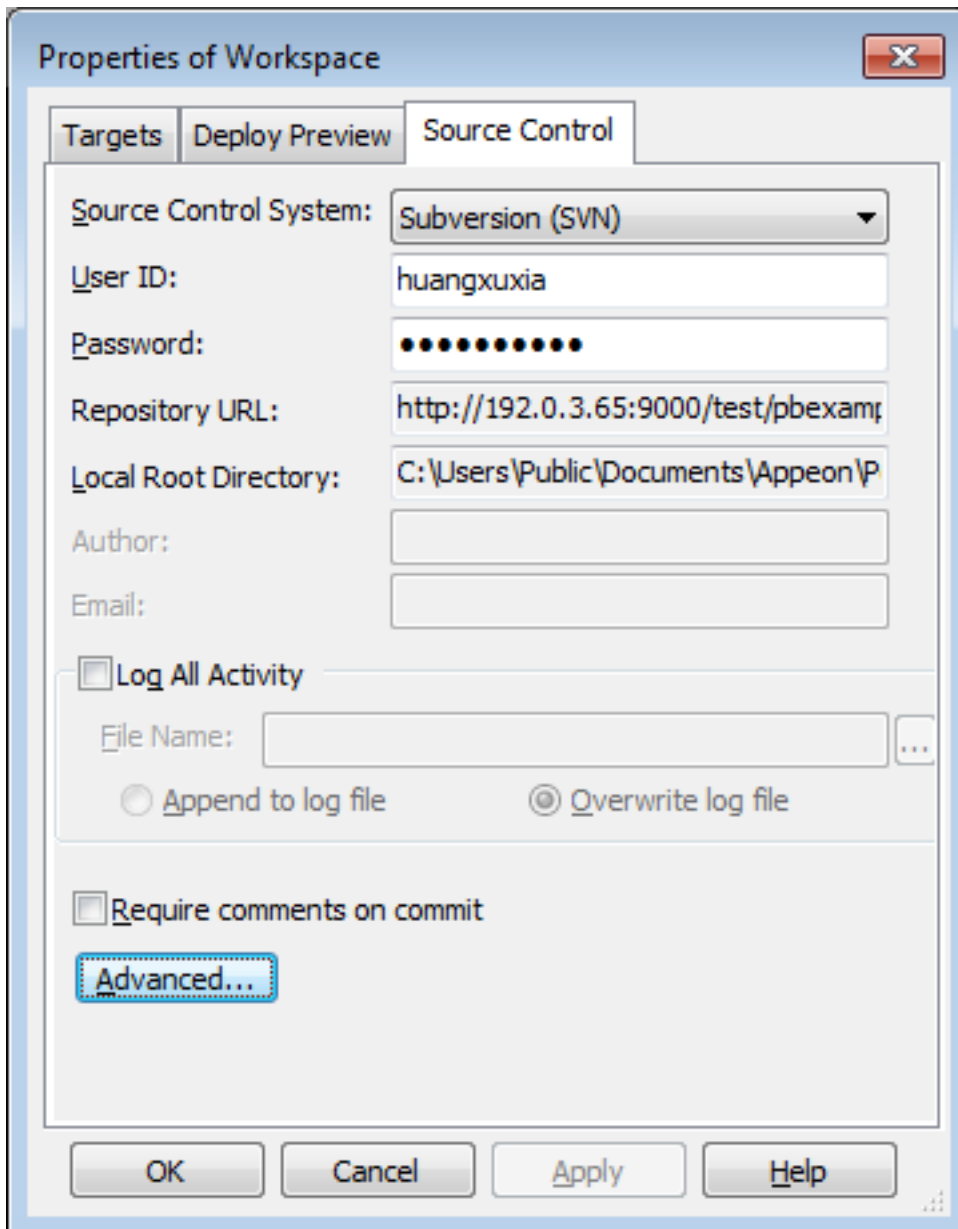 Properties of Workspace
Targets Deploy Preview Source Control
Source Control System: Subversion (SVN)
User ID: huangxuxia
Password: ••••••••••
Repository URL: http://192.0.3.65:9000/test/pbexamp
Local Root Directory: C:\Users\Public\Documents\Appeon\P
Author:
Email:
Log All Activity
File Name: ...
Append to log file Overwrite log file
Require comments on commit
Advanced...
OK Cancel Apply Help